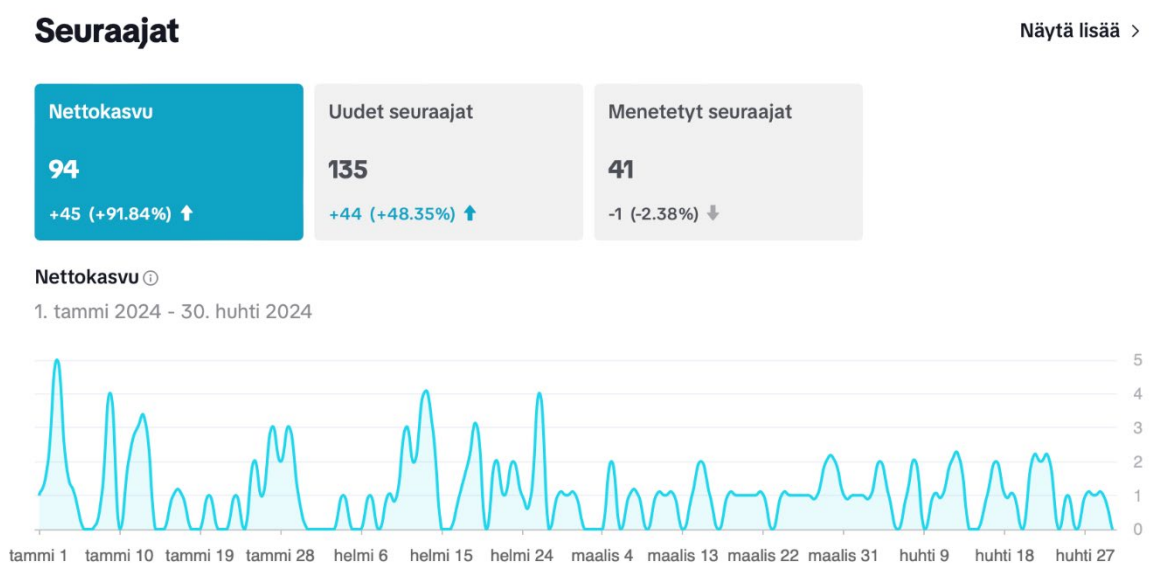 Seuraajat
Näytä lisää >
Nettokasvu
94
+45 (+91.84%)
Uudet seuraajat
135
+44 (+48.35%)
Menetetyt seuraajat
41
-1 (-2.38%)
Nettokasvu
1. tammi 2024 - 30. huhti 2024
5
4
3
2
1
0
tammi 1 tammi 10 tammi 19 tammi 28 helmi 6 helmi 15 helmi 24 maalis 4 maalis 13 maalis 22 maalis 31 huhti 9 huhti 18 huhti 27